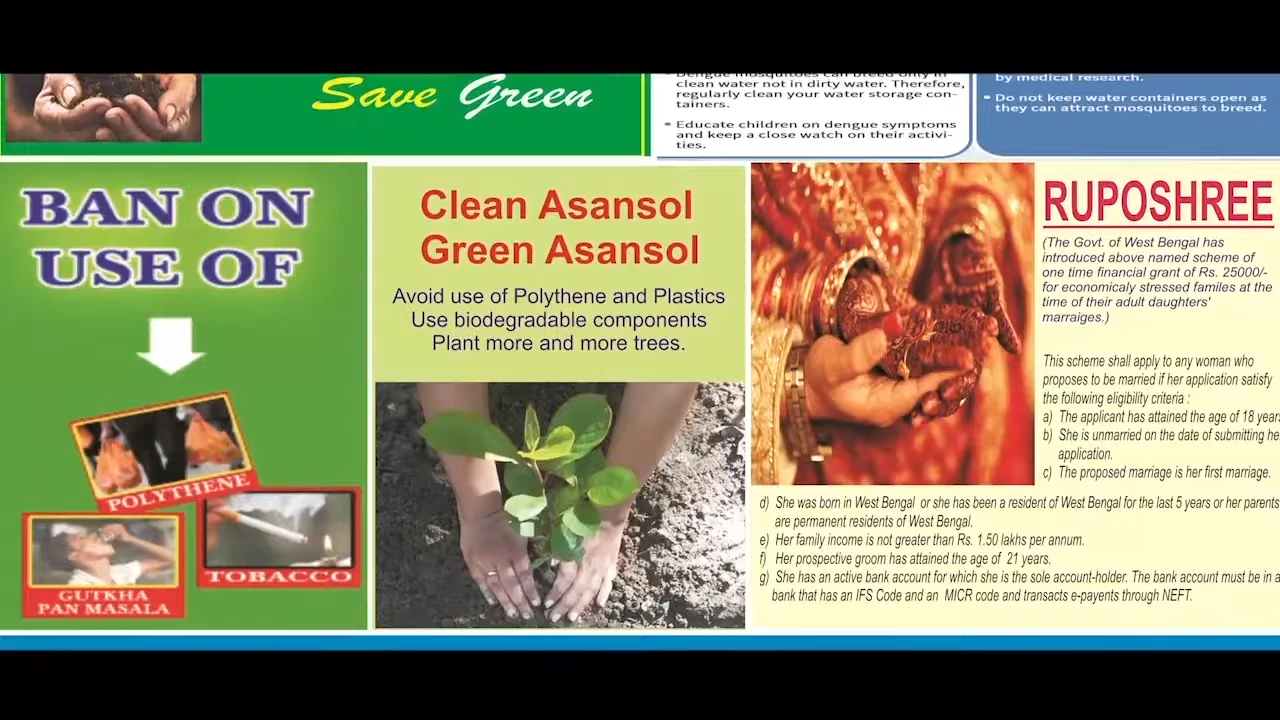 Save Green
Dengue mosquitoes can breed only in
clean water not in dirty water. Therefore,
regularly clean your water storage con-
tainers.
• Educate children on dengue symptoms
and keep a close watch on their activi-
ties.
by medical research.
• Do not keep water containers open as
they can attract mosquitoes to breed.
BAN ON
USE OF
POLYTHENE
TOBACCO
GUTKHA
PAN MASALA
Clean Asansol
Green Asansol
Avoid use of Polythene and Plastics
Use biodegradable components
Plant more and more trees.
RUPOSHREE
(The Govt. of West Bengal has
introduced above named scheme of
one time financial grant of Rs. 25000/-
for economicaly stressed familes at the
time of their adult daughters'
marraiges.)
This scheme shall apply to any woman who
proposes to be married if her application satisfy
the following eligibility criteria :
a) The applicant has attained the age of 18 year
b) She is unmarried on the date of submitting he
application.
c) The proposed marriage is her first marriage.
d) She was born in West Bengal or she has been a resident of West Bengal for the last 5 years or her parents
are permanent residents of West Bengal.
e) Her family income is not greater than Rs. 1.50 lakhs per annum.
f) Her prospective groom has attained the age of 21 years.
g) She has an active bank account for which she is the sole account-holder. The bank account must be in a
bank that has an IFS Code and an MICR code and transacts e-payents through NEFT.